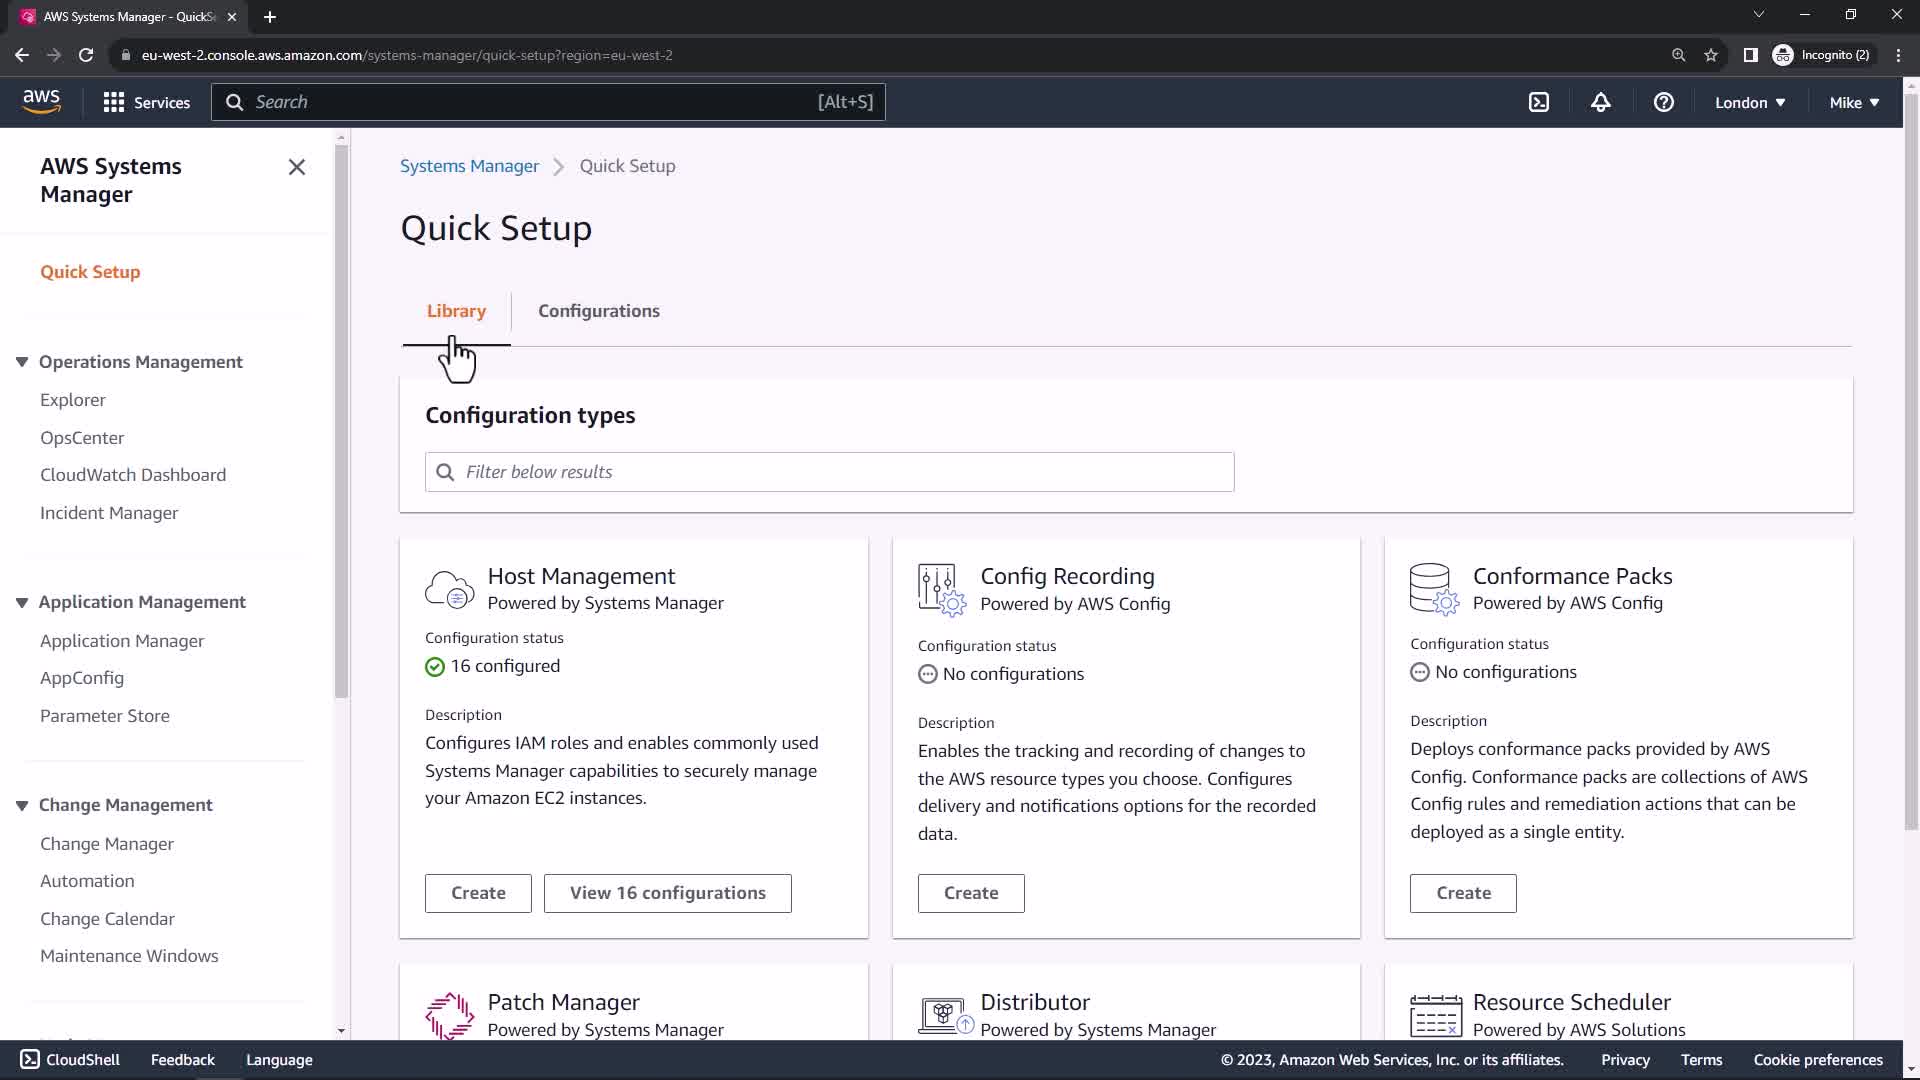 AWS Systems Manager - QuickSe
eu-west-2.console.aws.amazon.com/systems-manager/quick-setup?region=eu-west-2
Incognito (2)
aws
Services
Search
[Alt+S]
London
Mike
AWS Systems
Manager
Quick Setup
Operations Management
Explorer
OpsCenter
CloudWatch Dashboard
Incident Manager
Application Management
Application Manager
AppConfig
Parameter Store
Change Management
Change Manager
Automation
Change Calendar
Maintenance Windows
Systems Manager
Quick Setup
Quick Setup
Library
Configurations
Configuration types
Filter below results
Host Management
Powered by Systems Manager
Configuration status
16 configured
Description
Configures IAM roles and enables commonly used
Systems Manager capabilities to securely manage
your Amazon EC2 instances.
Create
View 16 configurations
Config Recording
Powered by AWS Config
Configuration status
No configurations
Description
Enables the tracking and recording of changes to
the AWS resource types you choose. Configures
delivery and notifications options for the recorded
data.
Create
Conformance Packs
Powered by AWS Config
Configuration status
No configurations
Description
Deploys conformance packs provided by AWS
Config. Conformance packs are collections of AWS
Config rules and remediation actions that can be
deployed as a single entity.
Create
Patch Manager
Powered by Systems Manager
Distributor
Powered by Systems Manager
Resource Scheduler
Powered by AWS Solutions
CloudShell
Feedback
Language
© 2023, Amazon Web Services, Inc. or its affiliates.
Privacy
Terms
Cookie preferences